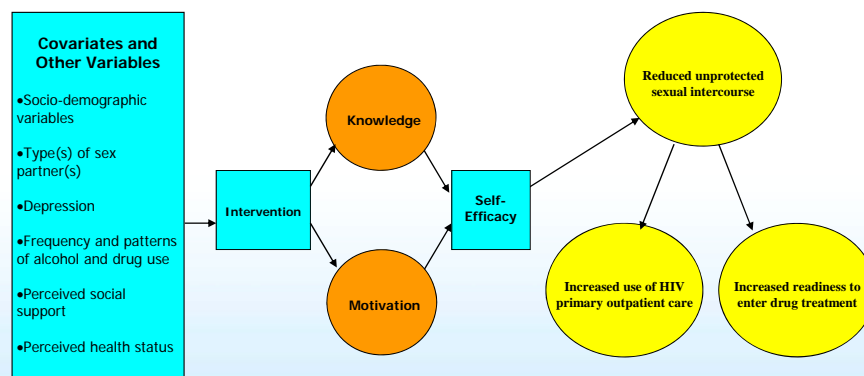 Covariates and
Other Variables
•Socio-demographic
variables
•Type(s) of sex
partner(s)
•Depression
•Frequency and patterns
of alcohol and drug use
•Perceived social
support
•Perceived health status
Intervention
Knowledge
Motivation
Self-
Efficacy
Reduced unprotected
sexual intercourse
Increased use of HIV
primary outpatient care
Increased readiness to
enter drug treatment